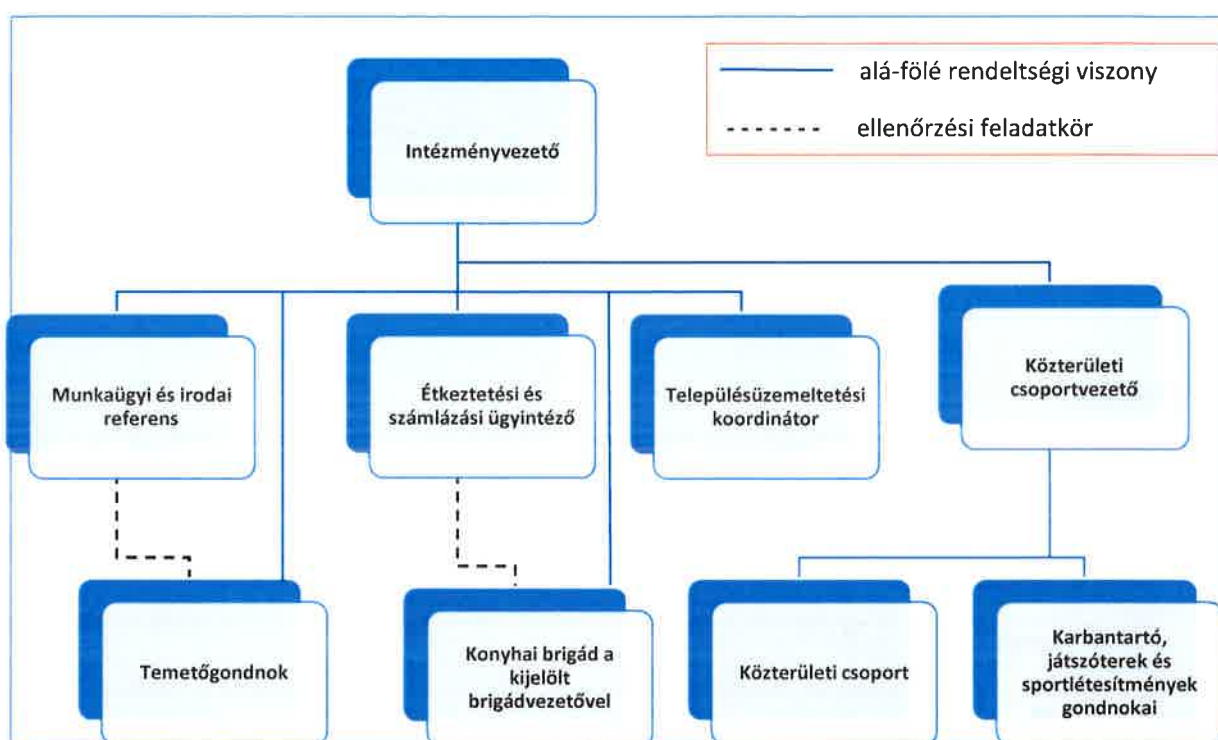 alá-fölé rendeltségi viszony
ellenőrzési feladatkör
Intézményvezető
Munkaügyi és irodai
referens
Étkeztetési és
számlázási ügyintéző
Településüzemeltetési
koordinátor
Közterületi
csoportvezető
Temetőgondnok
Konyhai brigád a
kijelölt
brigádvezetővel
Közterületi csoport
Karbantartó,
játszóterek és
sportlétesítmények
gondnokai